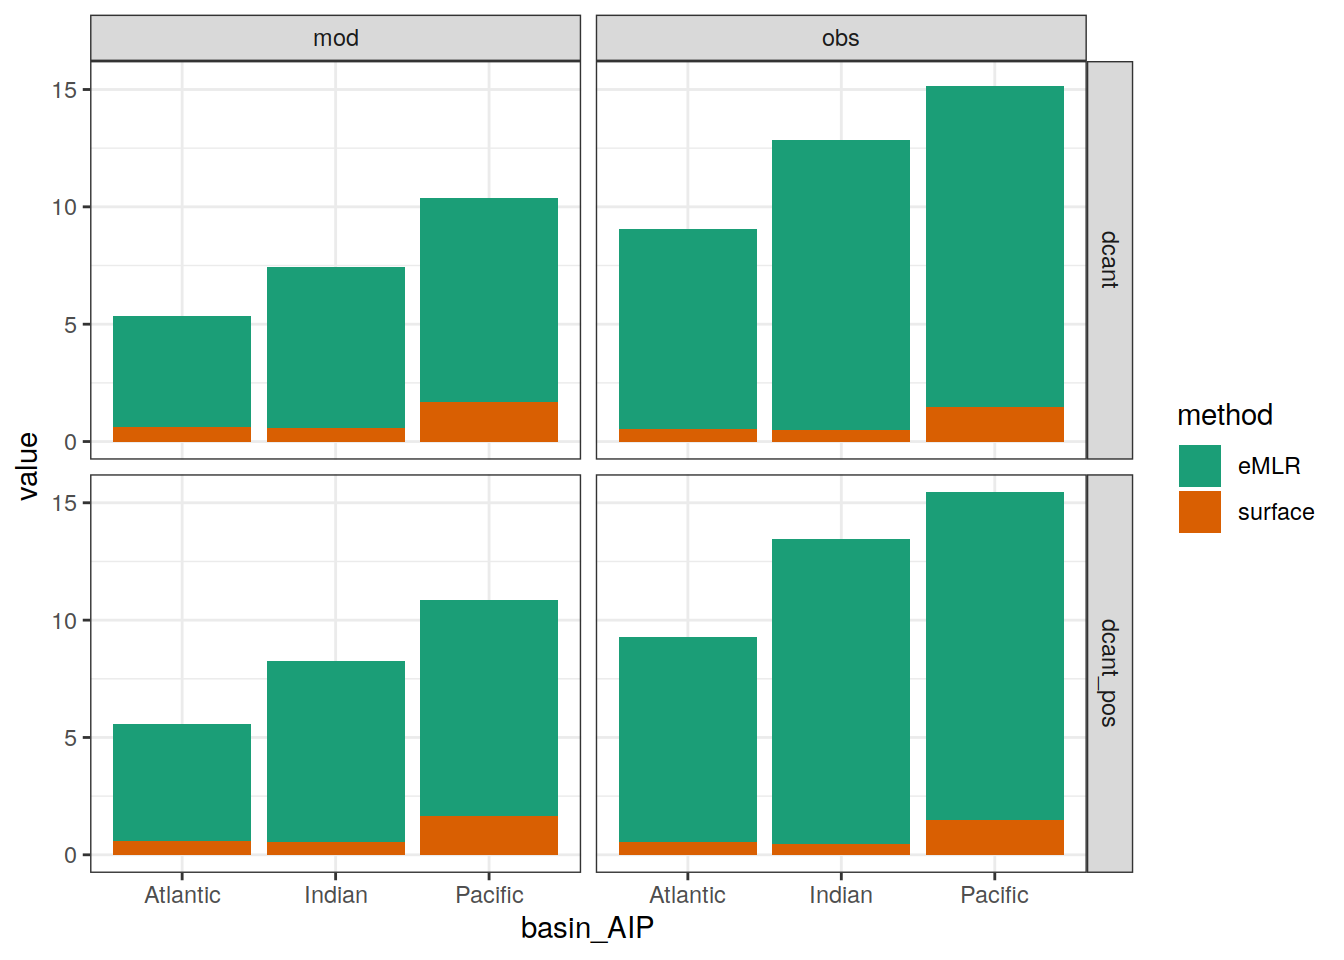 mod
obs
15
10
5
0
dcant
15
10
5
0
dcant_pos
value
Atlantic
Indian
Pacific
Atlantic
Indian
Pacific
basin_AIP
method
eMLR
surface